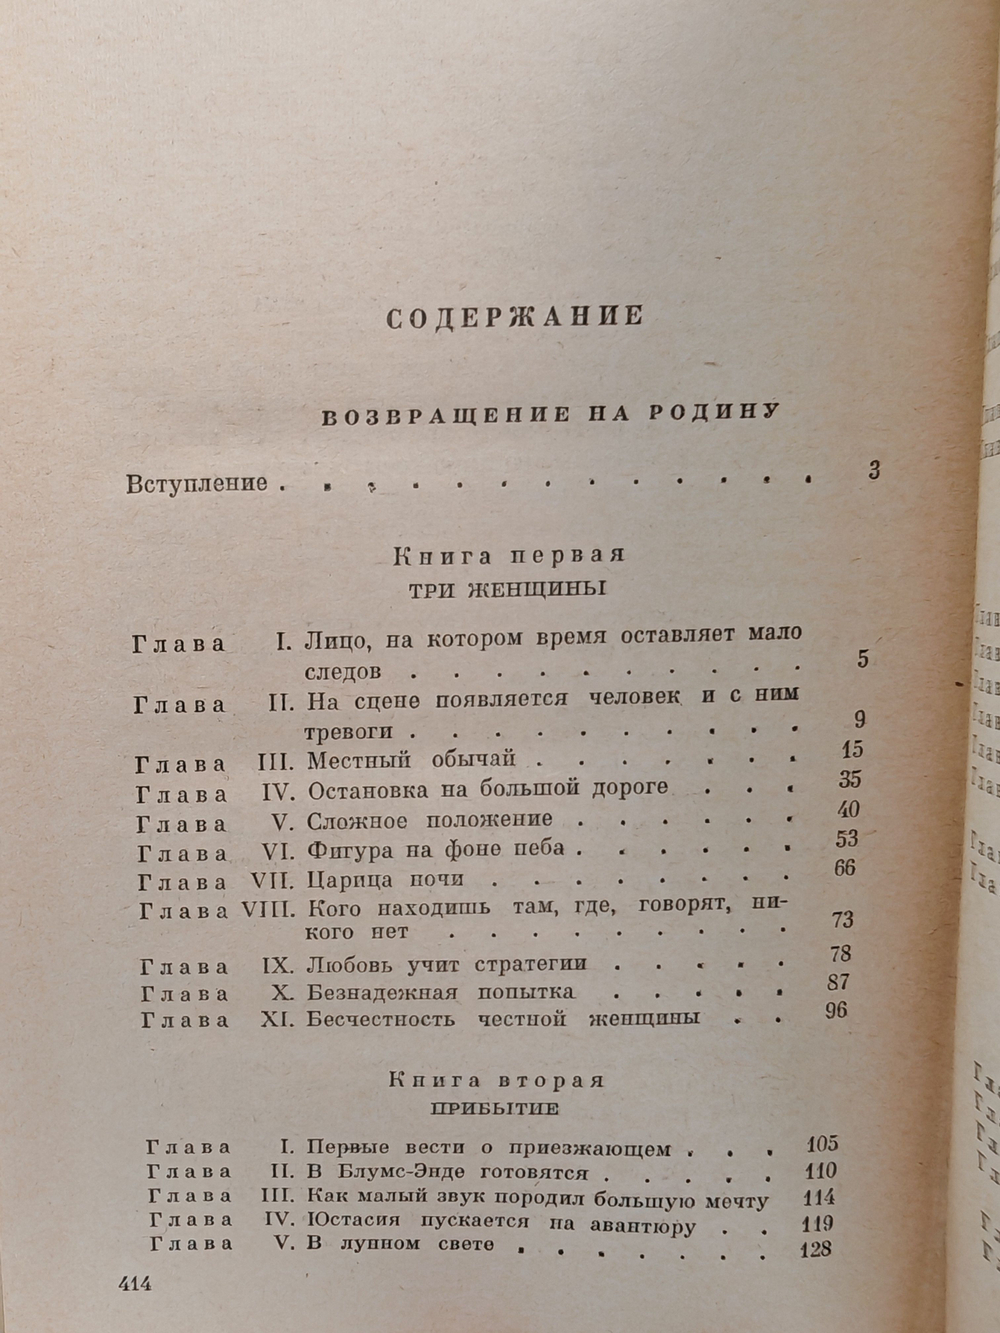 СОДЕРЖАНИЕ
ВОЗВРАЩЕНИЕ НА РОДИНУ
Вступление . . . . . . . . . . . . . 3
Книга первая
ТРИ ЖЕНЩИНЫ
Глава I. Лицо, на котором время оставляет мало
следов . . . . . . . . . . 5
Глава II. На сцене появляется человек и с ним
тревоги . . . . . . . . . . 9
Глава III. Местный обычай . . . . . . . 15
Глава IV. Остановка на большой дороге . . . 35
Глава V. Сложное положение . . . . . . 40
Глава VI. Фигура на фоне неба . . . . . . 53
Глава VII. Царица ночи . . . . . . . . 66
Глава VIII. Кого находишь там, где, говорят, ни-
кого нет . . . . . . . . . 73
Глава IX. Любовь учит стратегии . . . . . 78
Глава X. Безнадежная попытка . . . . . 87
Глава XI. Бесчестность честной женщины . . 96
Книга вторая
ПРИБЫТИЕ
Глава I. Первые вести о приезжающем . . . 105
Глава II. В Блумс-Энде готовятся . . . . . 110
Глава III. Как малый звук породил большую мечту 114
Глава IV. Юстасия пускается на авантюру . . 119
Глава V. В лунном свете . . . . . . . 128
414